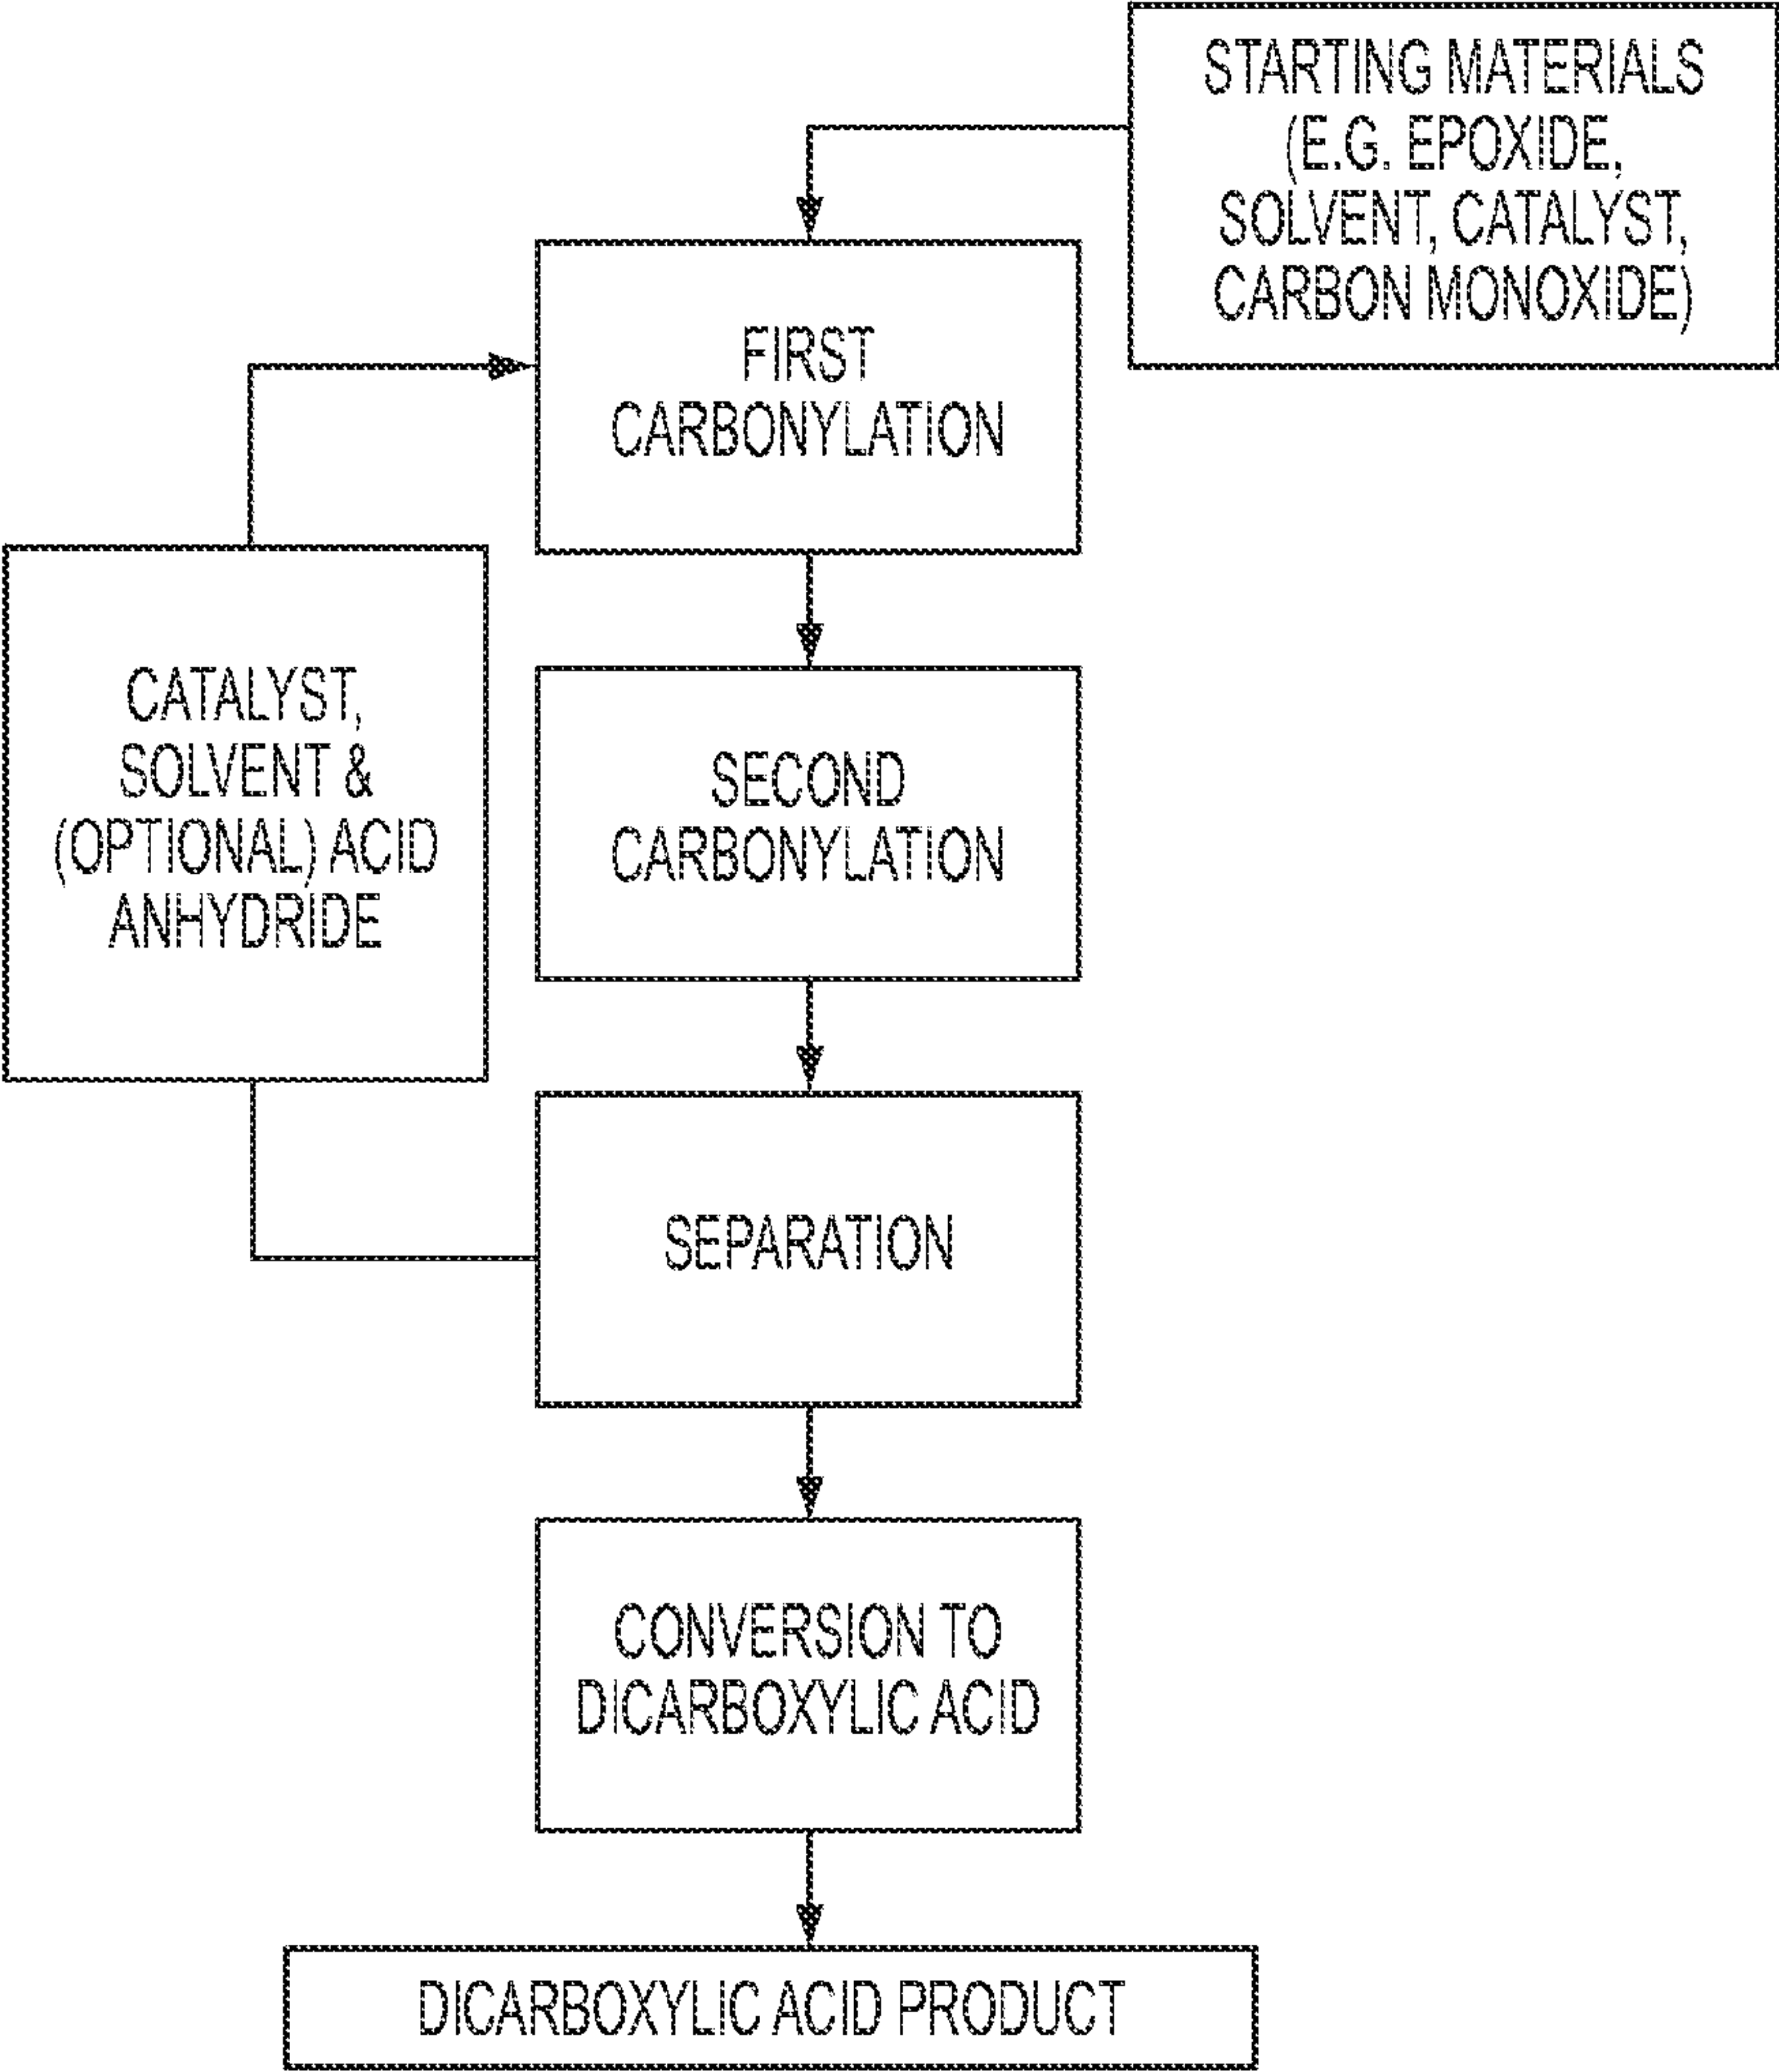 STARTING MATERIALS
(E.G. EPOXIDE,
SOLVENT, CATALYST,
CARBON MONOXIDE)
FIRST
CARBONYLATION
CATALYST,
SOLVENT &
(OPTIONAL) ACID
ANHYDRIDE
SECOND
CARBONYLATION
SEPARATION
CONVERSION TO
DICARBOXYLIC ACID
DICARBOXYLIC ACID PRODUCT